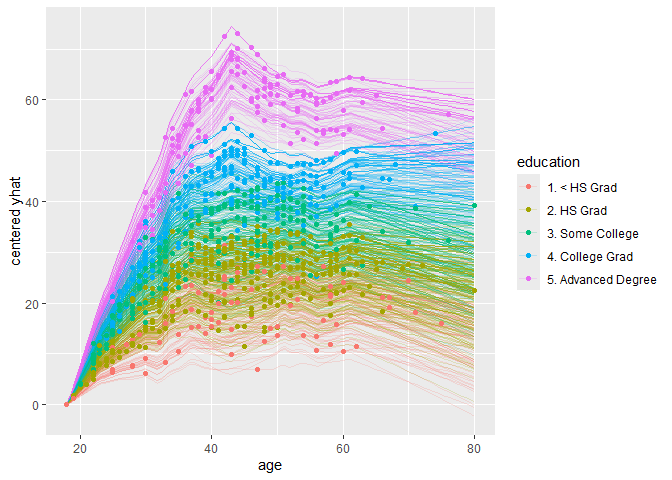 60
40
20
0
centered yhat
20
40
60
80
age
education
1. < HS Grad
2. HS Grad
3. Some College
4. College Grad
5. Advanced Degree